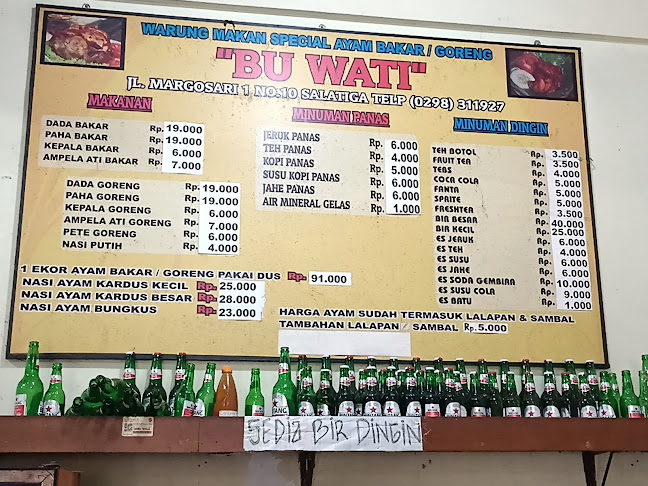 WARUNG MAKAN SPECIAL AYAM BAKAR / GORENG
"BU WATI"
JL. MARGOSARI 1 NO.10 SALATIGA TELP (0298) 311927
MAKANAN
DADA BAKAR Rp. 19.000
PAHA BAKAR Rp. 19.000
KEPALA BAKAR Rp. 6.000
AMPELA ATI BAKAR Rp. 7.000
DADA GORENG Rp. 19.000
PAHA GORENG Rp. 19.000
KEPALA GORENG Rp. 6.000
AMPELA ATI GORENG Rp. 7.000
PETE GORENG Rp. 6.000
NASI PUTIH Rp. 4.000
MINUMAN PANAS
JERUK PANAS Rp. 6.000
TEH PANAS Rp. 4.000
KOPI PANAS Rp. 5.000
SUSU KOPI PANAS Rp. 6.000
JAHE PANAS Rp. 6.000
AIR MINERAL GELAS Rp. 1.000
MINUMAN DINGIN
TEH BOTOL Rp. 3.500
FRUIT TEA Rp. 3.500
TEBS Rp. 4.000
COCA COLA Rp. 5.000
FANTA Rp. 5.000
SPRITE Rp. 5.000
FRESHTEA Rp. 3.500
BIR BESAR Rp. 40.000
BIR KECIL Rp. 25.000
ES JERUK Rp. 6.000
ES TEH Rp. 4.000
ES SUSU Rp. 6.000
ES JAHE Rp. 6.000
ES SODA GEMBIRA Rp. 10.000
ES SUSU COLA Rp. 9.000
ES BATU Rp. 1.000
1 EKOR AYAM BAKAR / GORENG PAKAI DUS Rp. 91.000
NASI AYAM KARDUS KECIL Rp. 25.000
NASI AYAM KARDUS BESAR Rp. 28.000
NASI AYAM BUNGKUS Rp. 23.000
HARGA AYAM SUDAH TERMASUK LALAPAN & SAMBAL
TAMBAHAN LALAPAN / SAMBAL Rp. 5.000
SEDIA BIR DINGIN